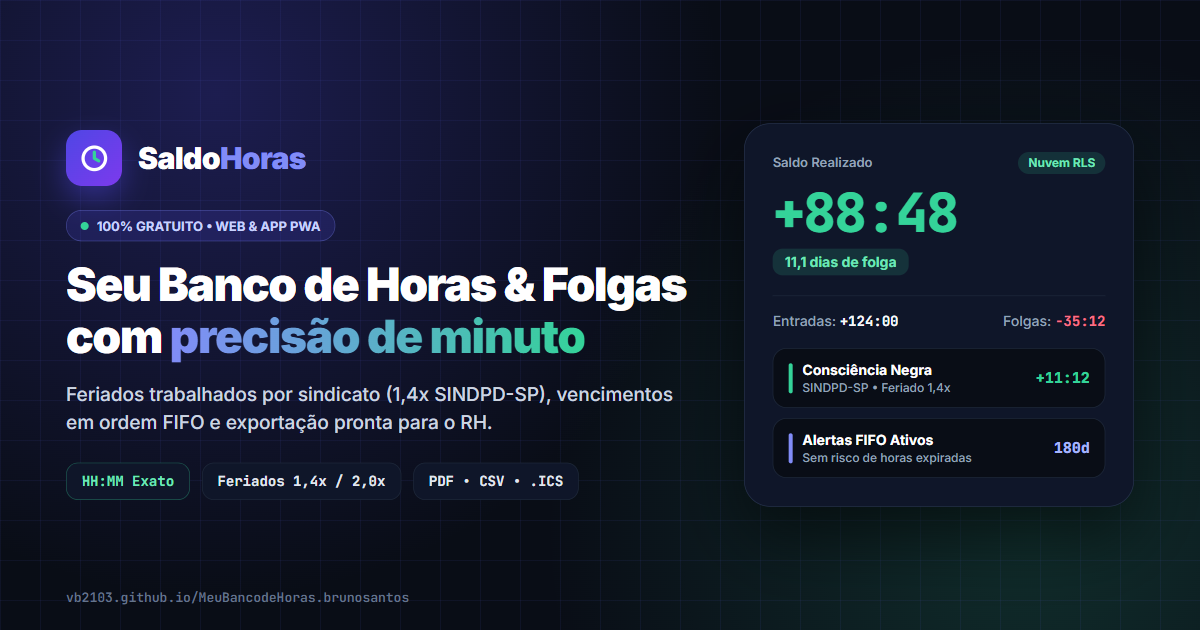 SaldoHoras
100% GRATUITO • WEB & APP PWA
Seu Banco de Horas & Folgas
com precisão de minuto
Feriados trabalhados por sindicato (1,4x SINDPD-SP), vencimentos
em ordem FIFO e exportação pronta para o RH.
HH:MM Exato
Feriados 1,4x / 2,0x
PDF • CSV • .ICS
vb2103.github.io/MeuBancodeHoras.brunosantos
Saldo Realizado
Nuvem RLS
+88:48
11,1 dias de folga
Entradas: +124:00
Folgas: -35:12
Consciência Negra
SINDPD-SP • Feriado 1,4x
+11:12
Alertas FIFO Ativos
Sem risco de horas expiradas
180d